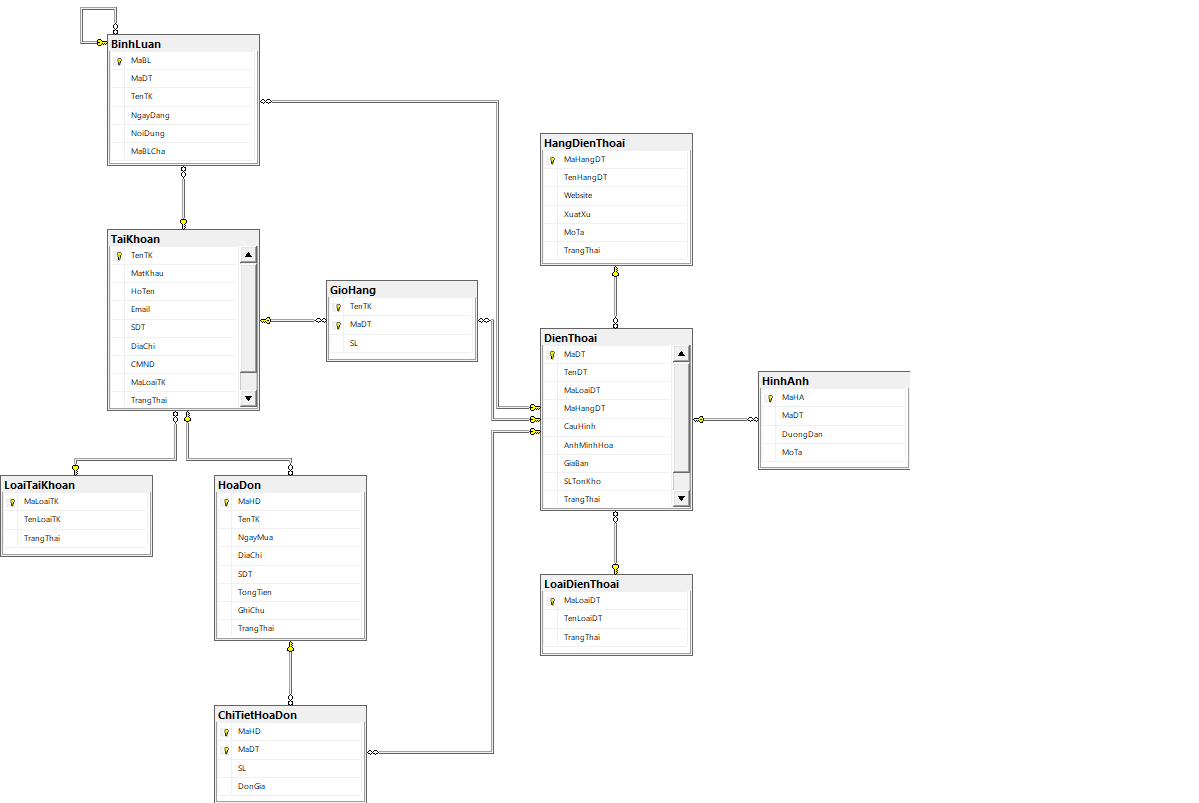 BinhLuan
MaBL
MaDT
TenTK
NgayDang
NoiDung
MaBLCha
TaiKhoan
TenTK
MatKhau
HoTen
Email
SDT
DiaChi
CMND
MaLoaiTK
TrangThai
GioHang
TenTK
MaDT
SL
HangDienThoai
MaHangDT
TenHangDT
Website
XuatXu
MoTa
TrangThai
DienThoai
MaDT
TenDT
MaLoaiDT
MaHangDT
CauHinh
AnhMinhHoa
GiaBan
SLTonKho
TrangThai
HinhAnh
MaHA
MaDT
DuongDan
MoTa
LoaiTaiKhoan
MaLoaiTK
TenLoaiTK
TrangThai
HoaDon
MaHD
TenTK
NgayMua
DiaChi
SDT
TongTien
GhiChu
TrangThai
LoaiDienThoai
MaLoaiDT
TenLoaiDT
TrangThai
ChiTietHoaDon
MaHD
MaDT
SL
DonGia